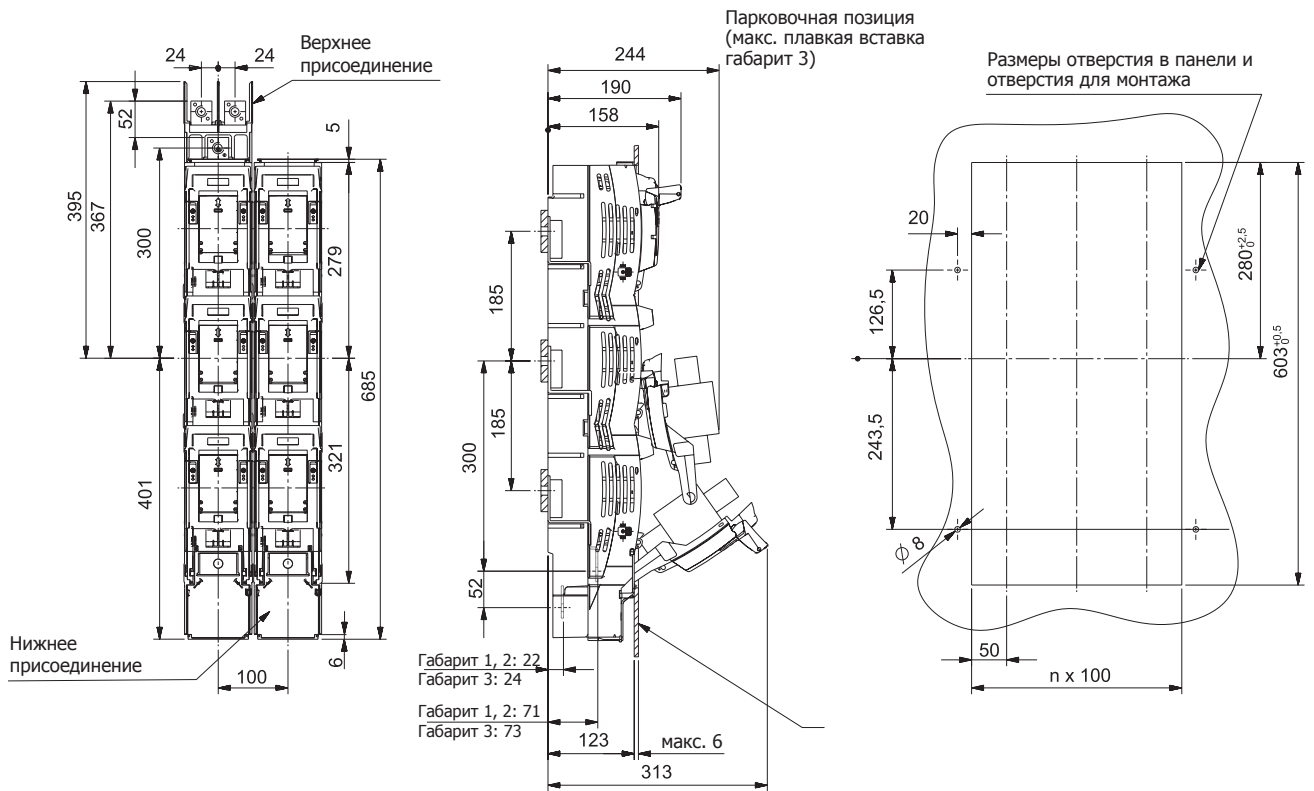 24
24
Верхнее
присоединение
52
5
395
367
300
279
685
321
401
6
Нижнее
присоединение
100
Парковочная позиция
(макс. плавкая вставка
габарит 3)
244
190
158
185
185
300
52
Габарит 1, 2: 22
Габарит 3: 24
Габарит 1, 2: 71
Габарит 3: 73
123
макс. 6
313
Размеры отверстия в панели и
отверстия для монтажа
20
126,5
280 +2,5 0
603 +0,5 0
243,5
∅ 8
50
n x 100